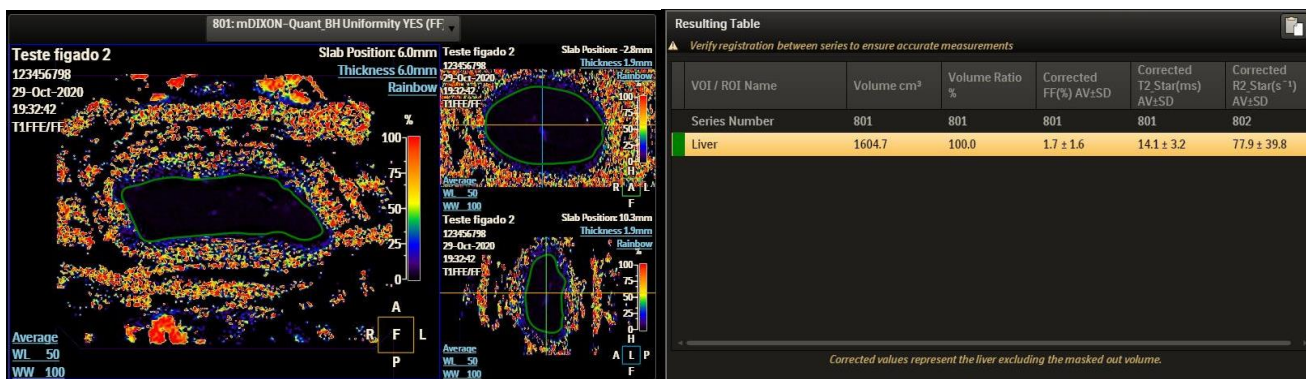 801: mDIXON-Quant_BH Uniformity YES (FF,
Teste figado 2
123456798
29-Oct-2020
19:32:42
T1FFE/FF
Slab Position: 6.0mm
Thickness 6.0mm
Rainbow
%
100
50
25
0
Average
WL 50
WW 100
A
R F L
P
Teste figado 2
123456798
29-Oct-2020
19:32:42
T1FFE/FF
Slab Position: -2.8mm
Thickness 1.9mm
Rainbow
%
100
75
50
25
Average
WL 50
WW 100
H
R A L
F
Teste figado 2
123456798
29-Oct-2020
19:32:42
T1FFE/FF
Slab Position: 10.3mm
Thickness 1.9mm
Rainbow
%
100
75
50
25
Average
WL 50
WW 100
H
A L P
F
Resulting Table
Verify registration between series to ensure accurate measurements
VOI / ROI Name Volume cm³ Volume Ratio % Corrected FF(%) AV±SD Corrected T2_Star(ms) AV±SD Corrected R2_Star(s⁻¹) AV±SD
Series Number 801 801 801 801 802
Liver 1604.7 100.0 1.7 ± 1.6 14.1 ± 3.2 77.9 ± 39.8
Corrected values represent the liver excluding the masked out volume.